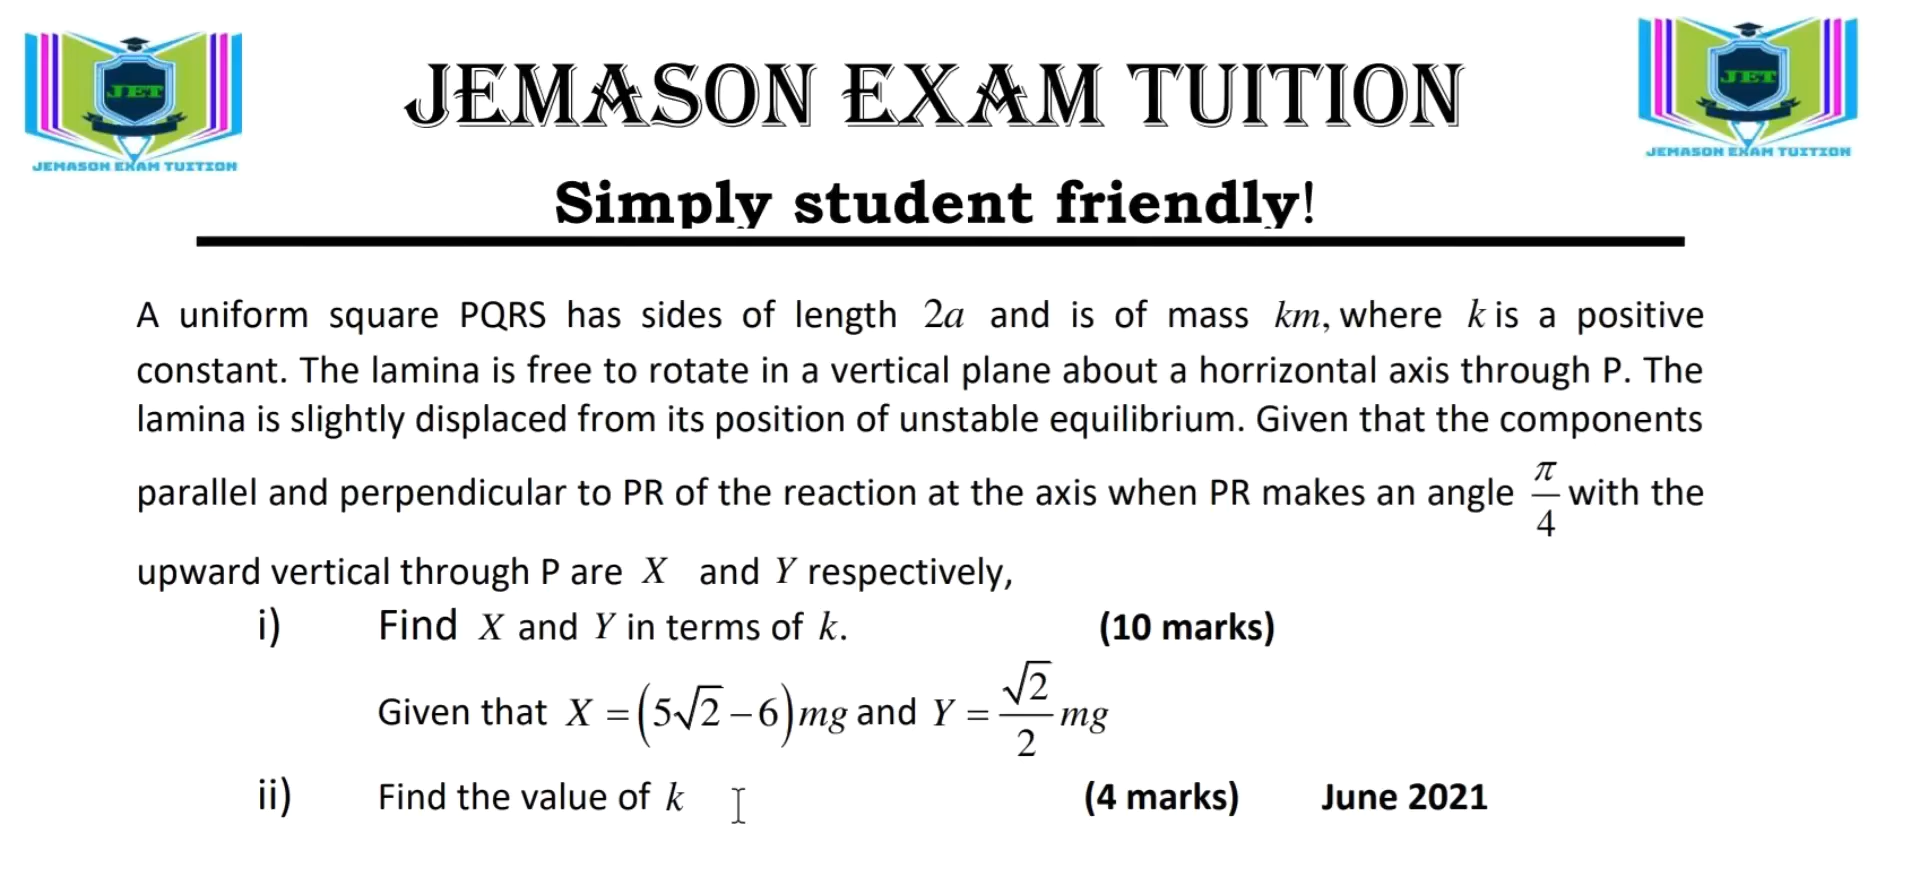 JET
JEMASON EXAM TUITION
JEMASON EXAM TUITION
JET
JEMASON EXAM TUITION
Simply student friendly!
A uniform square PQRS has sides of length 2a and is of mass km, where k is a positive
constant. The lamina is free to rotate in a vertical plane about a horrizontal axis through P. The
lamina is slightly displaced from its position of unstable equilibrium. Given that the components
parallel and perpendicular to PR of the reaction at the axis when PR makes an angle π/4 with the
upward vertical through P are X and Y respectively,
i) Find X and Y in terms of k. (10 marks)
Given that X = (5√2 – 6)mg and Y = √2/2 mg
ii) Find the value of k (4 marks) June 2021